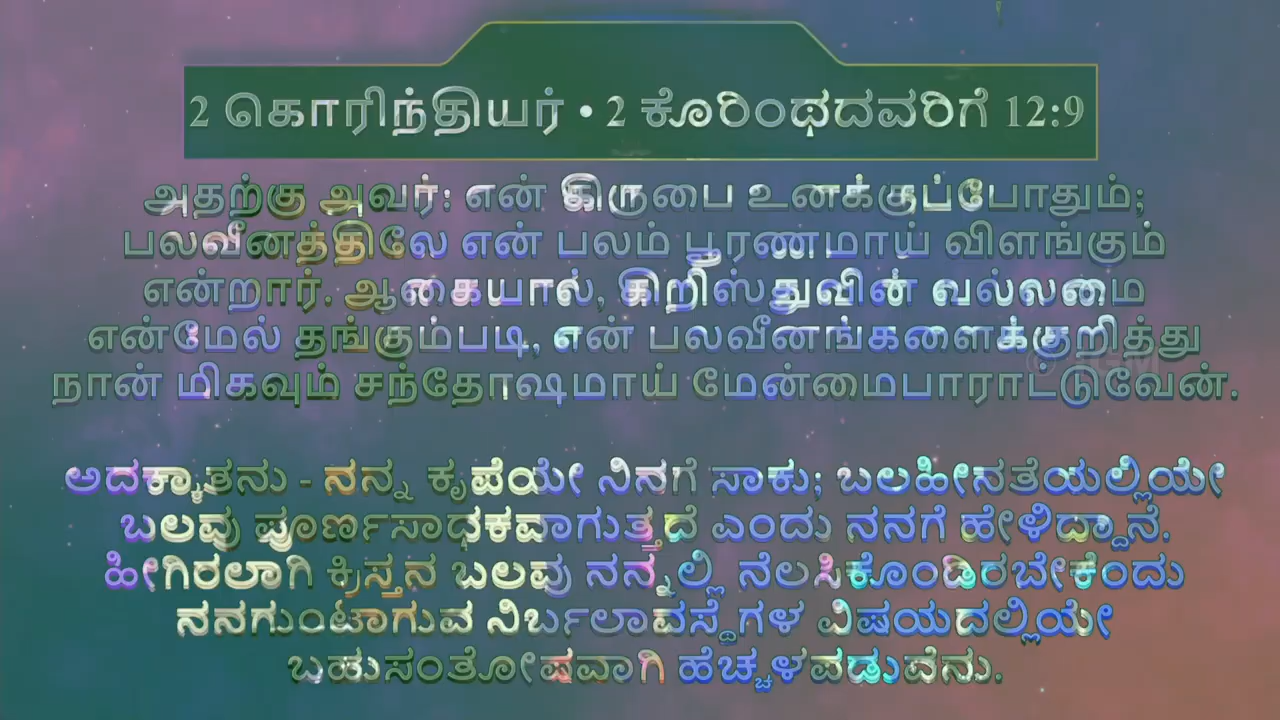 2 கொரிந்தியர் • 2 ಕೊರಿಂಥದವರಿಗೆ 12:9
அதற்கு அவர்: என் கிருபை உனக்குப்போதும்;
பலவீனத்திலே என் பலம் பூரணமாய் விளங்கும்
என்றார். ஆகையால், கிறிஸ்துவின் வல்லமை
என்மேல் தங்கும்படி, என் பலவீனங்களைக்குறித்து
நான் மிகவும் சந்தோஷமாய் மேன்மைபாராட்டுவேன்.
ಅದಕ್ಕಾತನು - ನನ್ನ ಕೃಪೆಯೇ ನಿನಗೆ ಸಾಕು; ಬಲಹೀನತೆಯಲ್ಲಿಯೇ
ಬಲವು ಪೂರ್ಣಸಾಧಕವಾಗುತ್ತದೆ ಎಂದು ನನಗೆ ಹೇಳಿದ್ದಾನೆ.
ಹೀಗಿರಲಾಗಿ ಕ್ರಿಸ್ತನ ಬಲವು ನನ್ನಲ್ಲಿ ನೆಲಸಿಕೊಂಡಿರಬೇಕೆಂದು
ನನಗುಂಟಾಗುವ ನಿರ್ಬಲಾವಸ್ಥೆಗಳ ವಿಷಯದಲ್ಲಿಯೇ
ಬಹುಸಂತೋಷವಾಗಿ ಹೆಚ್ಚಳಪಡುವೆನು.